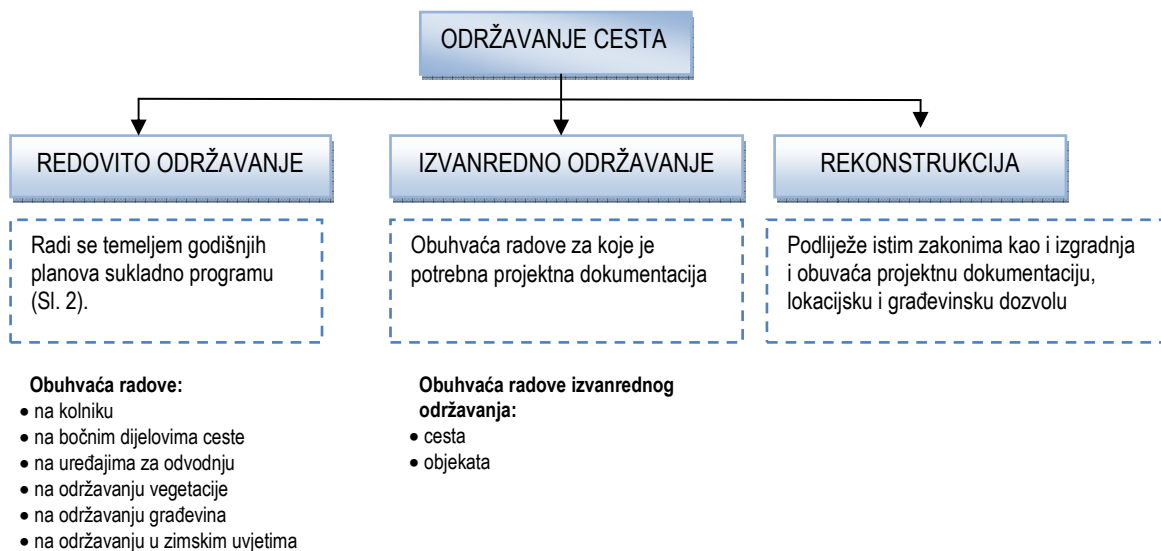 ODRŽAVANJE CESTA
REDOVITO ODRŽAVANJE
IZVANREDNO ODRŽAVANJE
REKONSTRUKCIJA
Radi se temeljem godišnjih
planova sukladno programu
(Sl. 2).
Obuhvaća radove za koje je
potrebna projektna dokumentacija
Podliježe istim zakonima kao i izgradnja
i obuvaća projektnu dokumentaciju,
lokacijsku i građevinsku dozvolu
Obuhvaća radove:
• na kolniku
• na bočnim dijelovima ceste
• na uređajima za odvodnju
• na održavanju vegetacije
• na održavanju građevina
• na održavanju u zimskim uvjetima
Obuhvaća radove izvanrednog
održavanja:
• cesta
• objekata